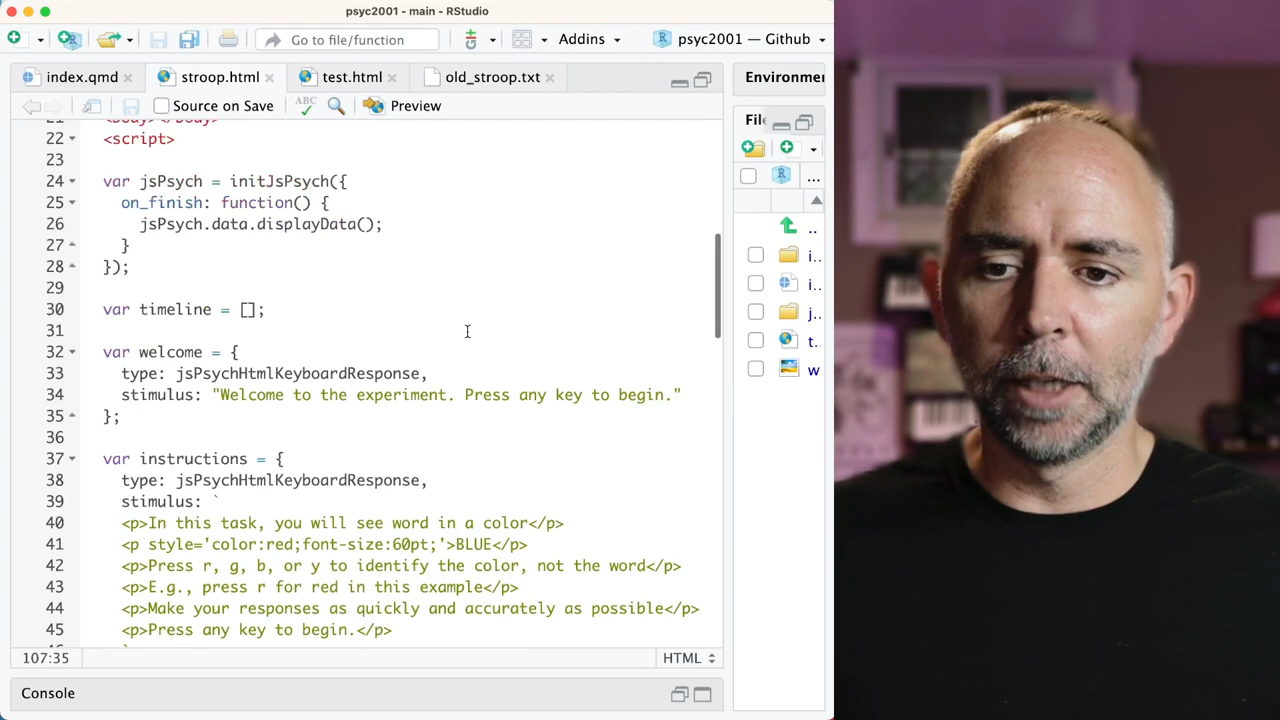 psyc2001 - main - RStudio
Go to file/function
Addins
psyc2001 — Github
index.qmd
stroop.html
test.html
old_stroop.txt
Environmer
Source on Save
ABC
Preview
File
22 <script>
23
24 var jsPsych = initJsPsych({
25 on_finish: function() {
26 jsPsych.data.displayData();
27 }
28 });
29
30 var timeline = [];
31
32 var welcome = {
33 type: jsPsychHtmlKeyboardResponse,
34 stimulus: "Welcome to the experiment. Press any key to begin."
35 };
36
37 var instructions = {
38 type: jsPsychHtmlKeyboardResponse,
39 stimulus: `
40 <p>In this task, you will see word in a color</p>
41 <p style='color:red;font-size:60pt;'>BLUE</p>
42 <p>Press r, g, b, or y to identify the color, not the word</p>
43 <p>E.g., press r for red in this example</p>
44 <p>Make your responses as quickly and accurately as possible</p>
45 <p>Press any key to begin.</p>
...
..
i.
i.
j.
t.
w
107:35
HTML
Console